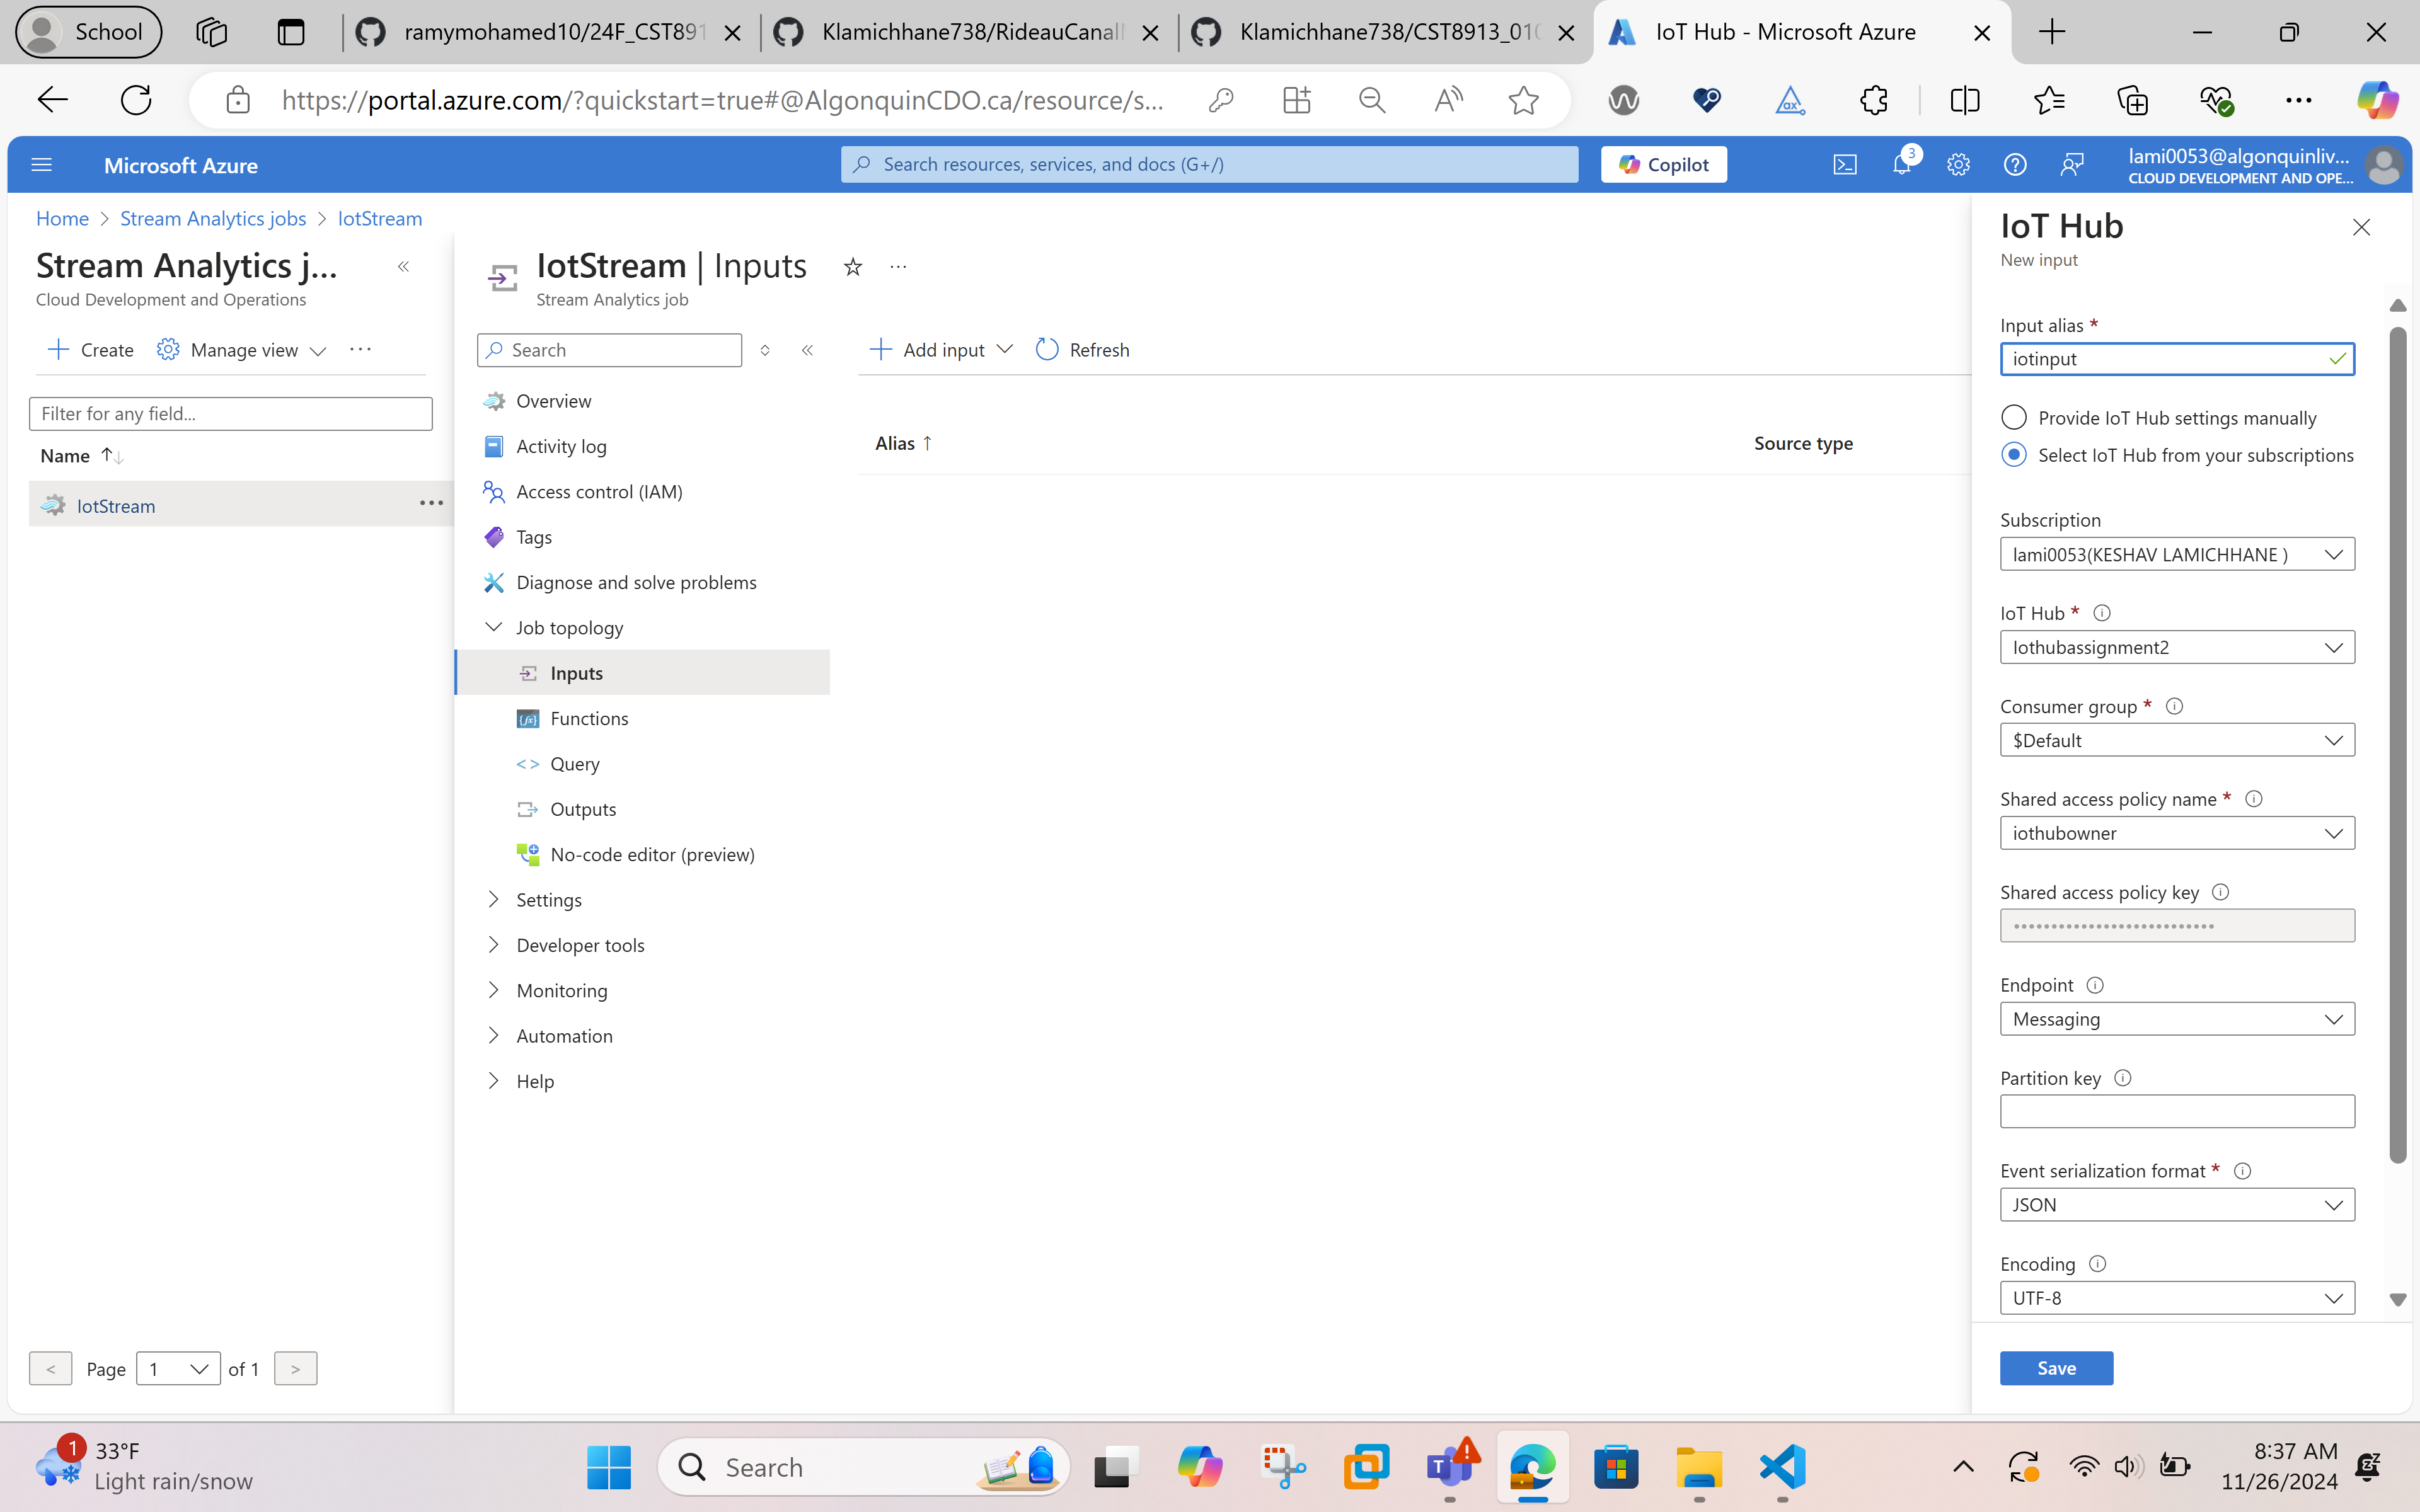 School
ramymohamed10/24F_CST891
Klamichhane738/RideauCanal
Klamichhane738/CST8913_010
IoT Hub - Microsoft Azure
https://portal.azure.com/?quickstart=true#@AlgonquinCDO.ca/resource/s...
Microsoft Azure
Search resources, services, and docs (G+/)
Copilot
3
lami0053@algonquinliv...
CLOUD DEVELOPMENT AND OPE...
Home > Stream Analytics jobs > IotStream
Stream Analytics j...
Cloud Development and Operations
Create
Manage view
Filter for any field...
Name
IotStream
Page 1 of 1
IotStream | Inputs
Stream Analytics job
Search
Add input
Refresh
Overview
Activity log
Access control (IAM)
Tags
Diagnose and solve problems
Job topology
Inputs
Functions
Query
Outputs
No-code editor (preview)
Settings
Developer tools
Monitoring
Automation
Help
Alias ↑
Source type
IoT Hub
New input
Input alias *
iotinput
Provide IoT Hub settings manually
Select IoT Hub from your subscriptions
Subscription
lami0053(KESHAV LAMICHHANE )
IoT Hub *
Iothubassignment2
Consumer group *
$Default
Shared access policy name *
iothubowner
Shared access policy key
•••••••••••••••••••••••••••
Endpoint
Messaging
Partition key
Event serialization format *
JSON
Encoding
UTF-8
Save
1
33°F
Light rain/snow
Search
8:37 AM
11/26/2024